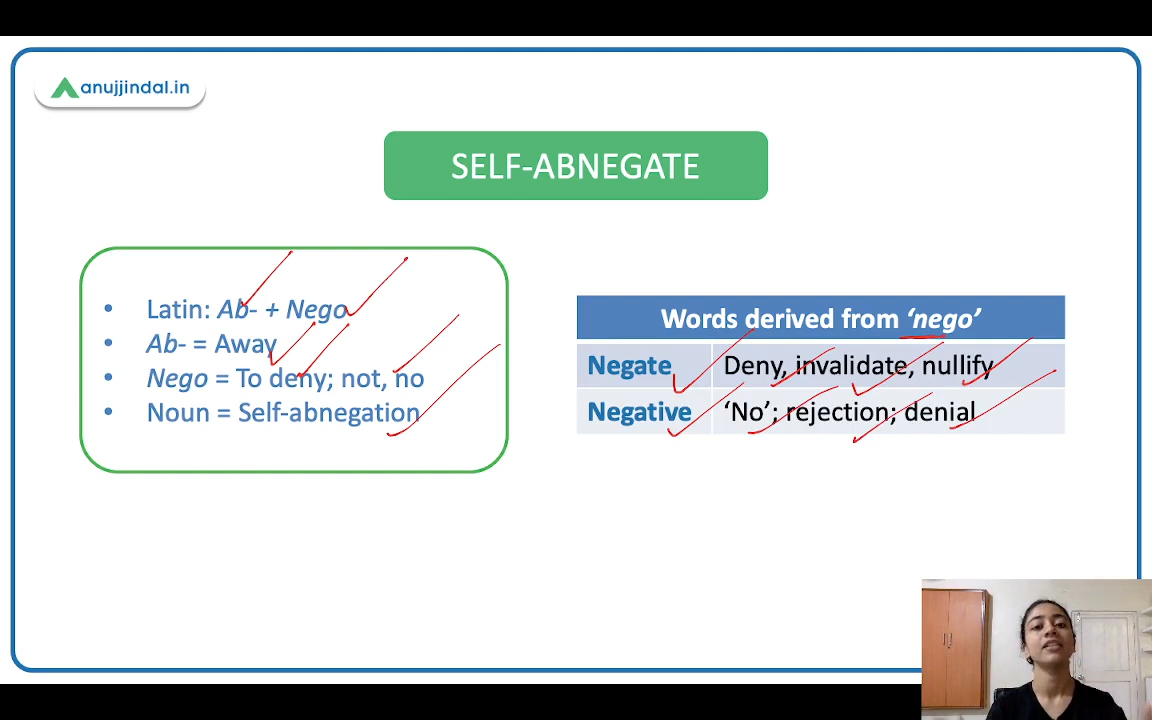 anujjindal.in
SELF-ABNEGATE
• Latin: Ab- + Nego
• Ab- = Away
• Nego = To deny; not, no
• Noun = Self-abnegation
Words derived from ‘nego’
Negate Deny, invalidate, nullify
Negative ‘No’; rejection; denial